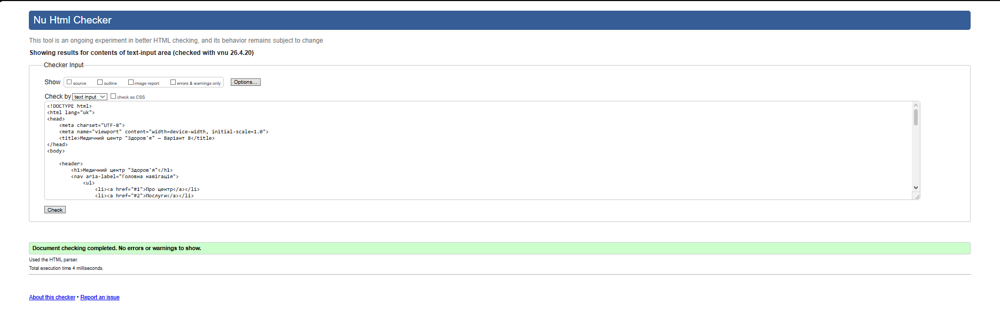 Nu Html Checker
This tool is an ongoing experiment in better HTML checking, and its behavior remains subject to change
Showing results for contents of text-input area (checked with vnu 26.4.20)
Checker Input
Show source outline image report errors & warnings only Options...
Check by text input check as CSS
<!DOCTYPE html>
<html lang="uk">
<head>
    <meta charset="UTF-8">
    <meta name="viewport" content="width=device-width, initial-scale=1.0">
    <title>Медичний центр "Здоров'я" — Варіант 8</title>
</head>
<body>
    <header>
        <h1>Медичний центр "Здоров'я"</h1>
        <nav aria-label="Головна навігація">
            <ul>
                <li><a href="#1">Про центр</a></li>
                <li><a href="#2">Послуги</a></li>
Check
Document checking completed. No errors or warnings to show.
Used the HTML parser.
Total execution time 4 milliseconds.
About this checker • Report an issue